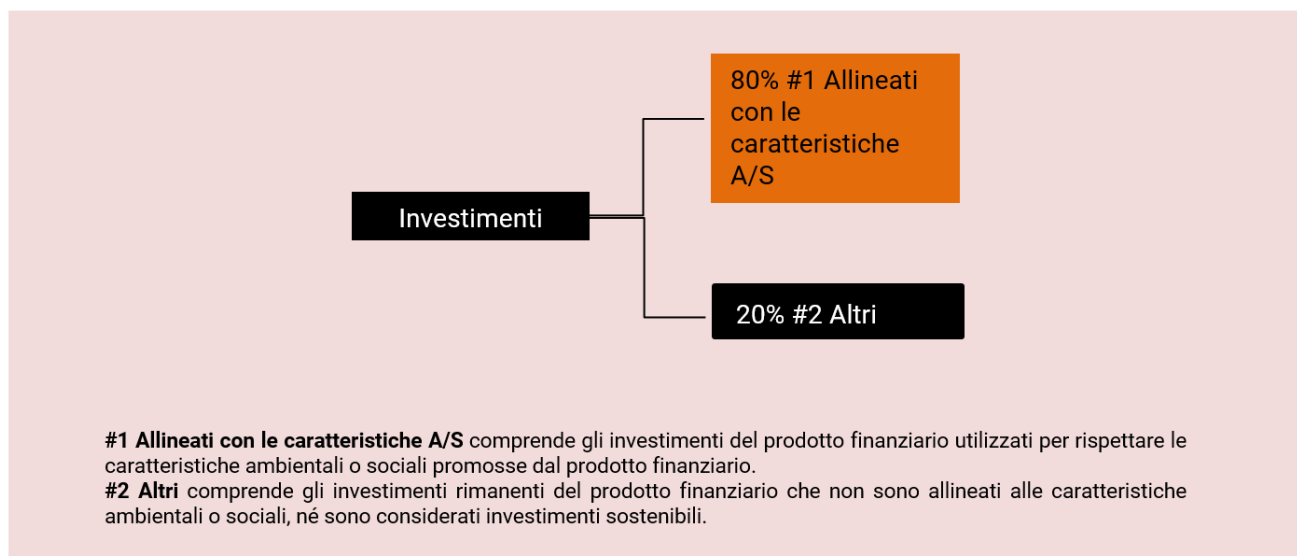 80% #1 Allineati
con le
caratteristiche
A/S
Investimenti
20% #2 Altri
#1 Allineati con le caratteristiche A/S comprende gli investimenti del prodotto finanziario utilizzati per rispettare le
caratteristiche ambientali o sociali promosse dal prodotto finanziario.
#2 Altri comprende gli investimenti rimanenti del prodotto finanziario che non sono allineati alle caratteristiche
ambientali o sociali, né sono considerati investimenti sostenibili.